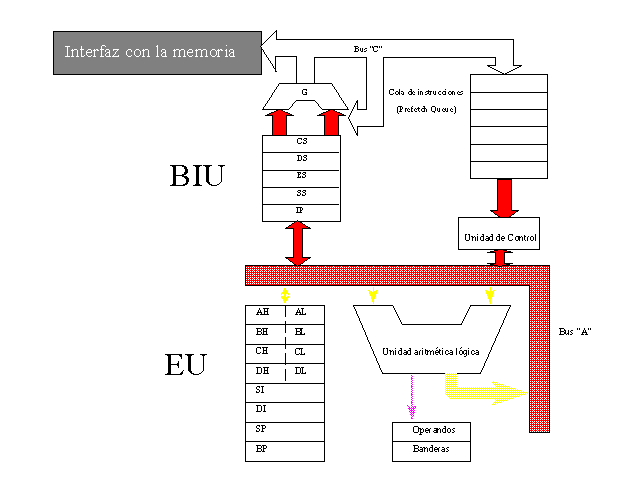 Interfaz con la memoria
Bus "C"
G
Cola de instrucciones
(Prefetch Queue)
CS
DS
ES
SS
IP
BIU
Unidad de Control
AH AL
BH BL
CH CL
DH DL
SI
DI
SP
BP
EU
Unidad aritmética lógica
Bus "A"
Operandos
Banderas